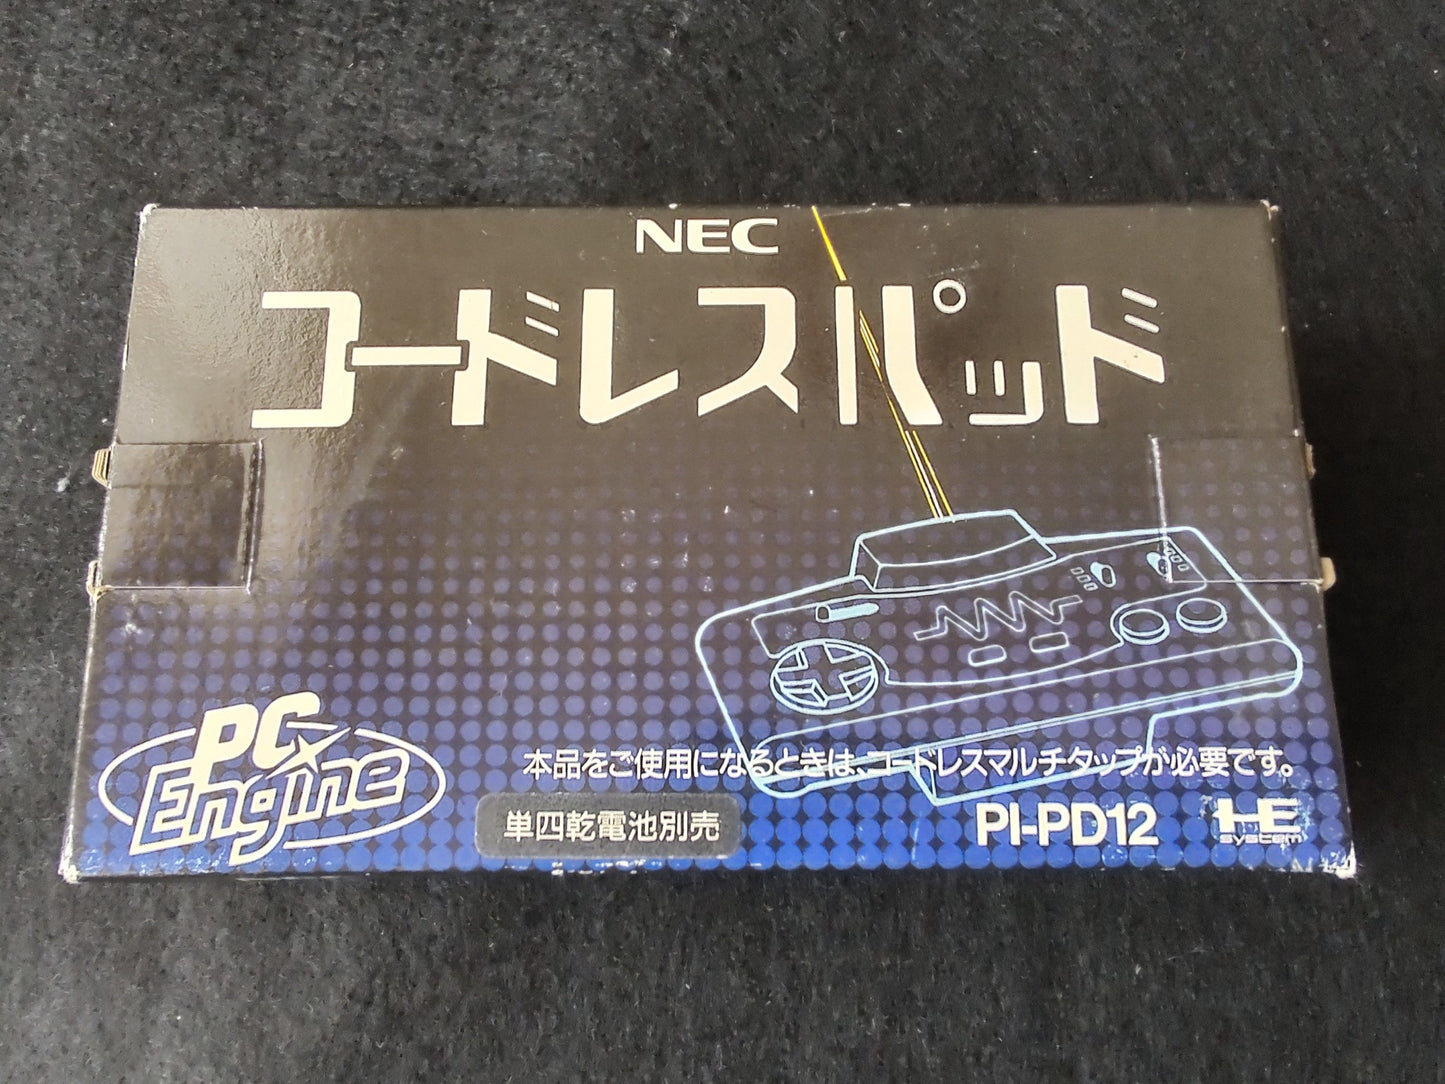 NEC
コードレスパッド
PC
Engine
本品をご使用になるときは、コードレスマルチタップが必要です。
単四乾電池別売
PI-PD12
HE
SYSTEM